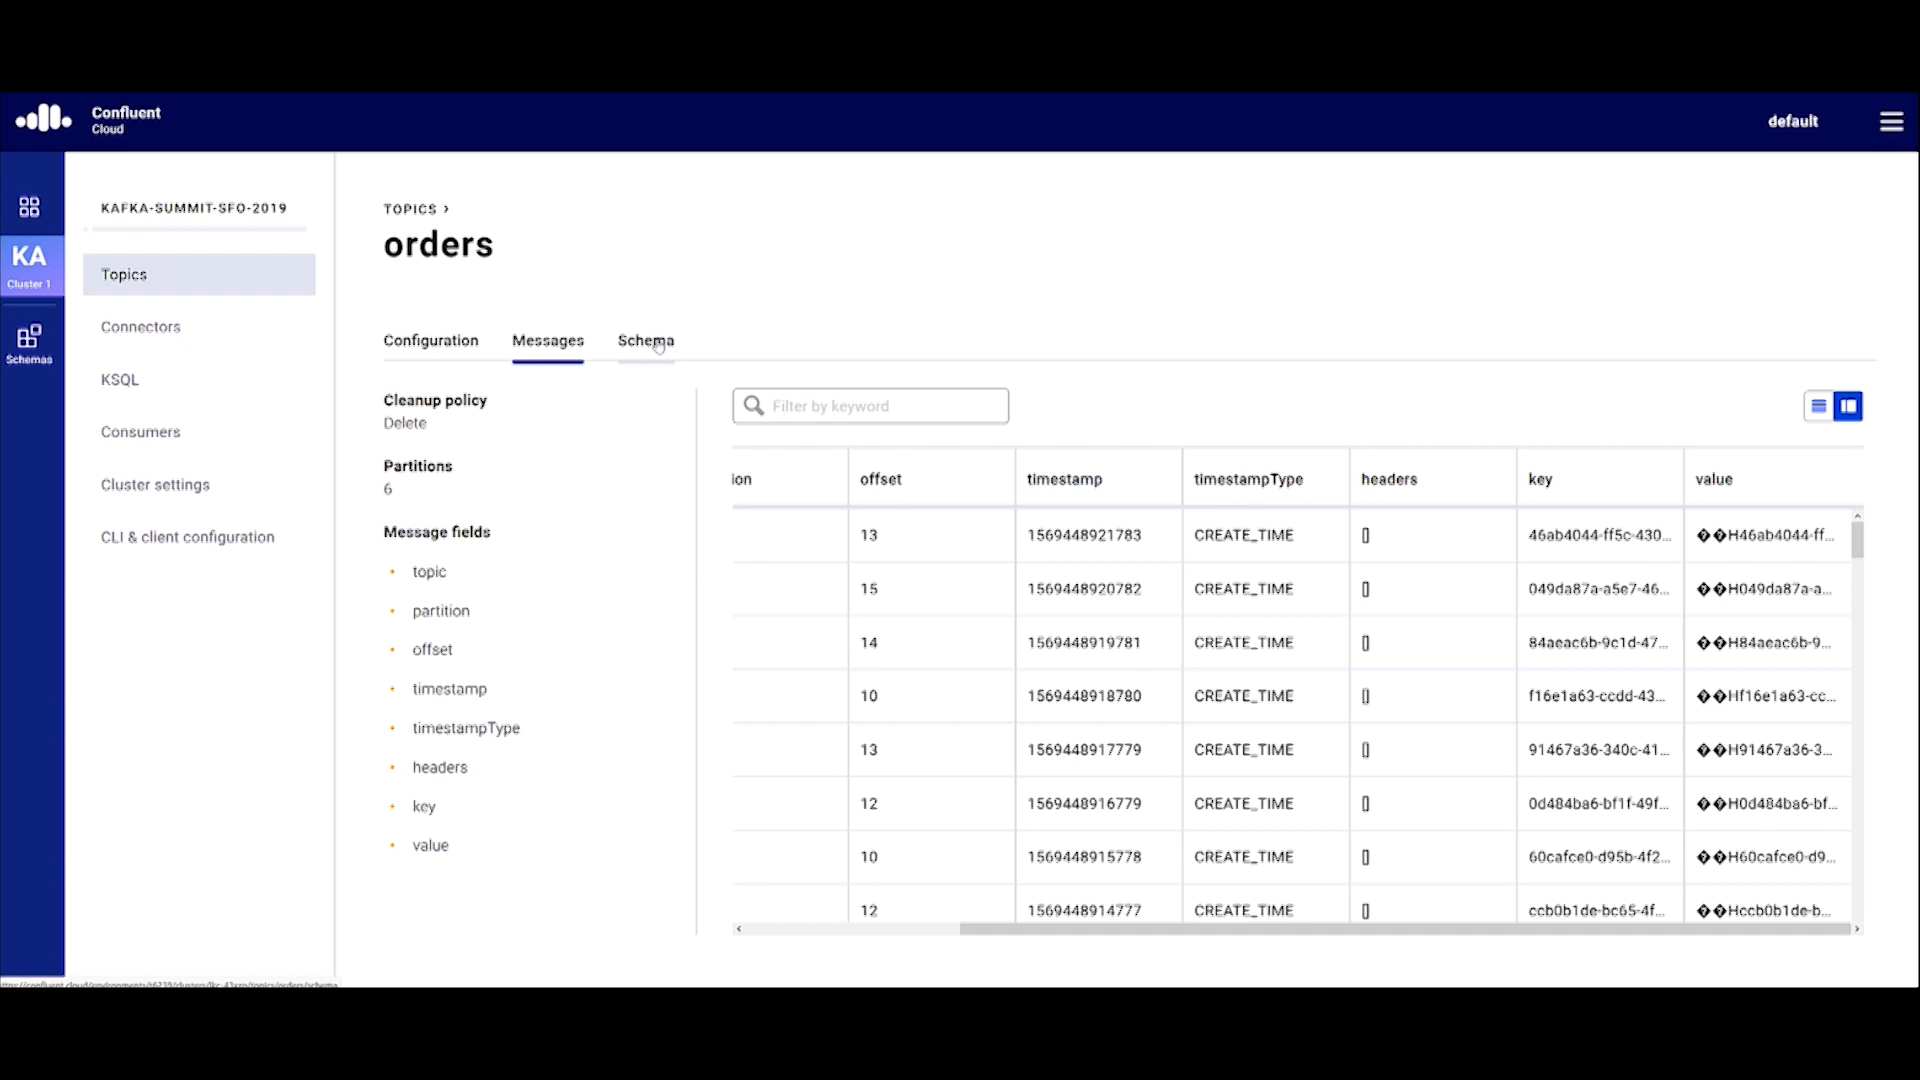 Confluent
Cloud
default
KA
Cluster 1
Schemas
KAFKA-SUMMIT-SFO-2019
Topics
Connectors
KSQL
Consumers
Cluster settings
CLI & client configuration
TOPICS ›
orders
Configuration Messages Schema
Cleanup policy
Delete
Partitions
6
Message fields
topic
partition
offset
timestamp
timestampType
headers
key
value
Filter by keyword
ion offset timestamp timestampType headers key value
13 1569448921783 CREATE_TIME [] 46ab4044-ff5c-430... ��H46ab4044-ff...
15 1569448920782 CREATE_TIME [] 049da87a-a5e7-46... ��H049da87a-a...
14 1569448919781 CREATE_TIME [] 84aeac6b-9c1d-47... ��H84aeac6b-9...
10 1569448918780 CREATE_TIME [] f16e1a63-ccdd-43... ��Hf16e1a63-cc...
13 1569448917779 CREATE_TIME [] 91467a36-340c-41... ��H91467a36-3...
12 1569448916779 CREATE_TIME [] 0d484ba6-bf1f-49f... ��H0d484ba6-bf...
10 1569448915778 CREATE_TIME [] 60cafce0-d95b-4f2... ��H60cafce0-d9...
12 1569448914777 CREATE_TIME [] ccb0b1de-bc65-4f... ��Hccb0b1de-b...